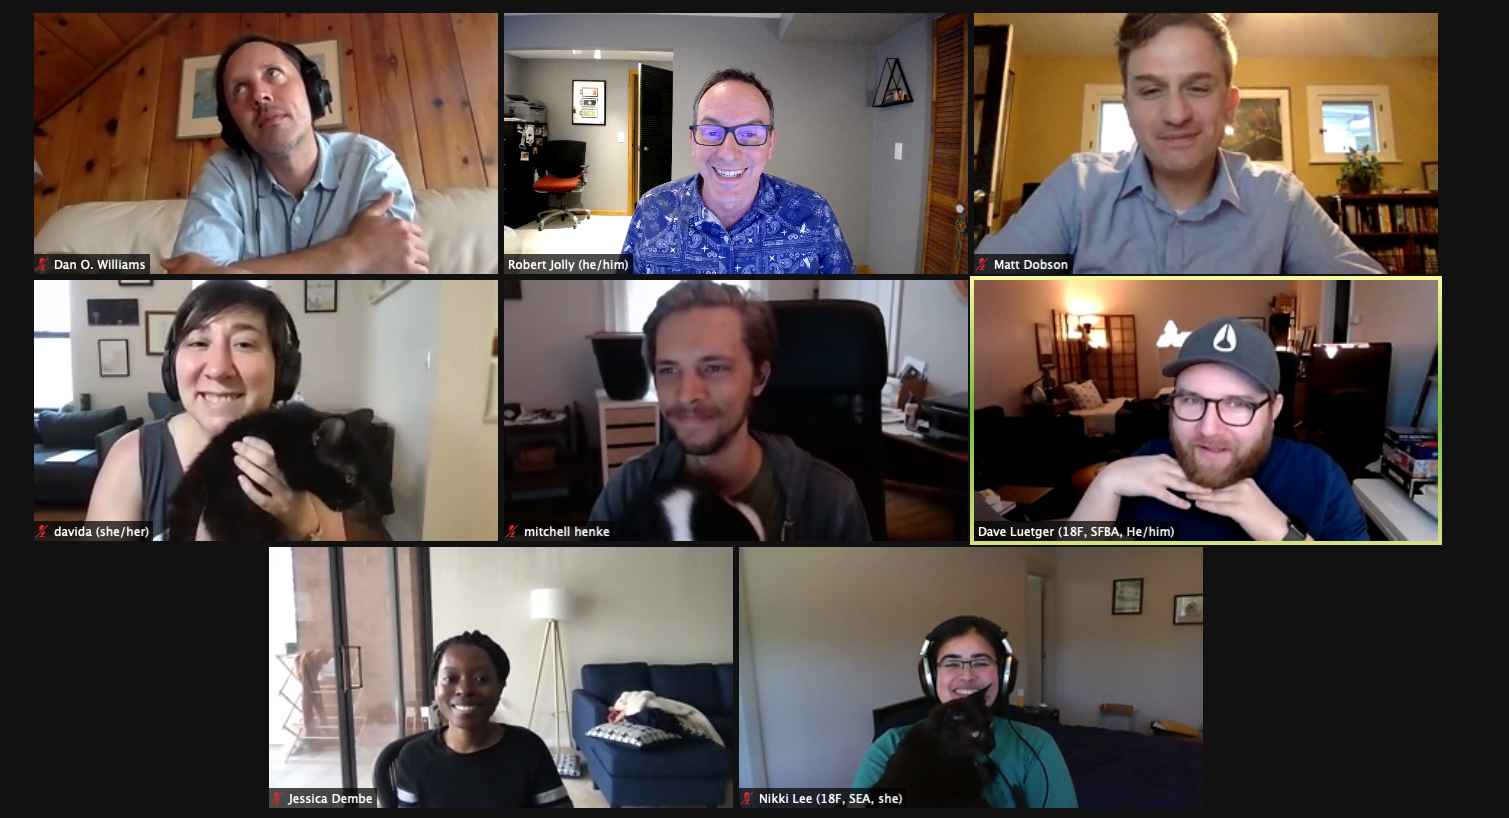 Dan O. Williams
Robert Jolly (he/him)
Matt Dobson
davida (she/her)
mitchell henke
Dave Luetger (18F, SFBA, He/him)
Jessica Dembe
Nikki Lee (18F, SEA, she)